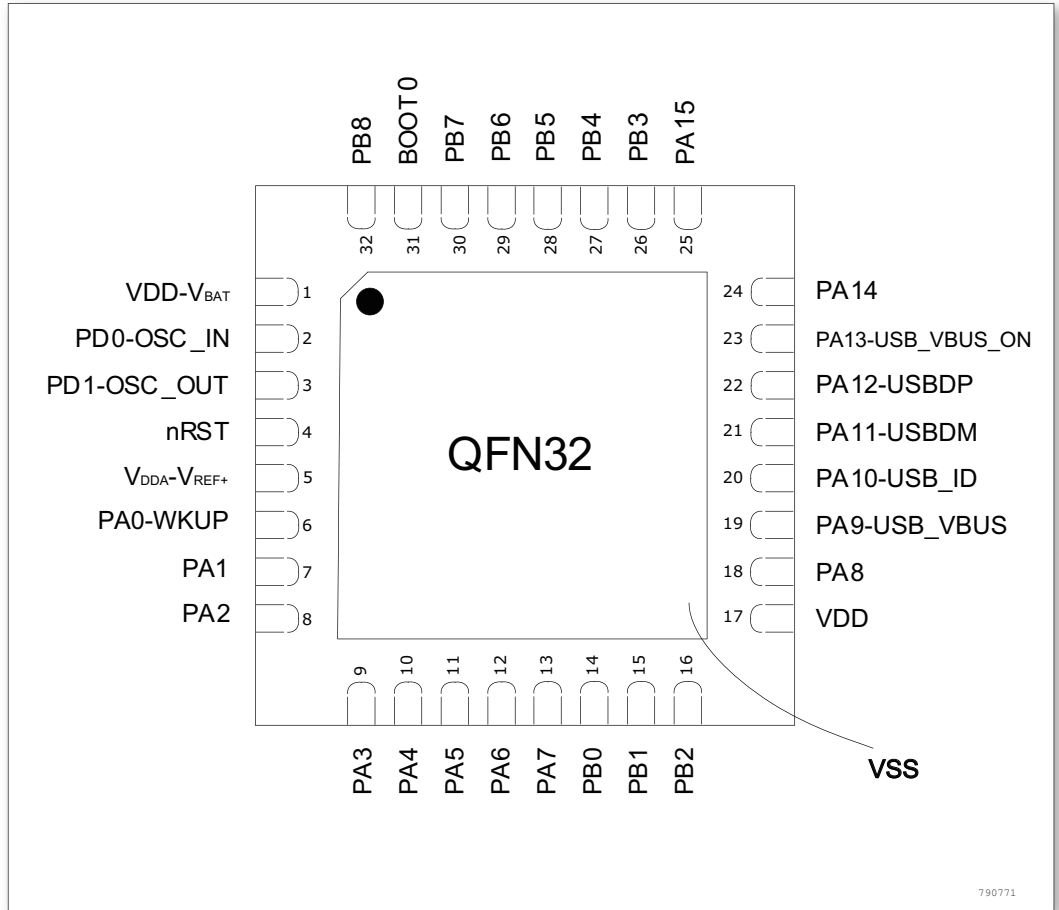 PB8
BOOT0
PB7
PB6
PB5
PB4
PB3
PA15
32
31
30
29
28
27
26
25
VDD-VBAT
1
PD0-OSC_IN
2
PD1-OSC_OUT
3
nRST
4
VDDA-VREF+
5
PA0-WKUP
6
PA1
7
PA2
8
QFN32
24
PA14
23
PA13-USB_VBUS_ON
22
PA12-USBDP
21
PA11-USBDM
20
PA10-USB_ID
19
PA9-USB_VBUS
18
PA8
17
VDD
9
10
11
12
13
14
15
16
PA3
PA4
PA5
PA6
PA7
PB0
PB1
PB2
VSS
790771